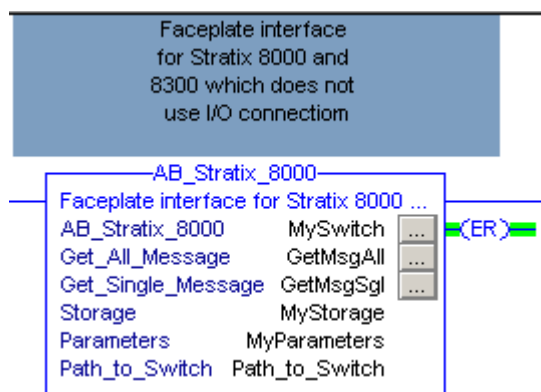 Faceplate interface
for Stratix 8000 and
8300 which does not
use I/O connectiom
AB_Stratix_8000
Faceplate interface for Stratix 8000 ...
AB_Stratix_8000 MySwitch ... (ER)
Get_All_Message GetMsgAll ...
Get_Single_Message GetMsgSgl ...
Storage MyStorage
Parameters MyParameters
Path_to_Switch Path_to_Switch